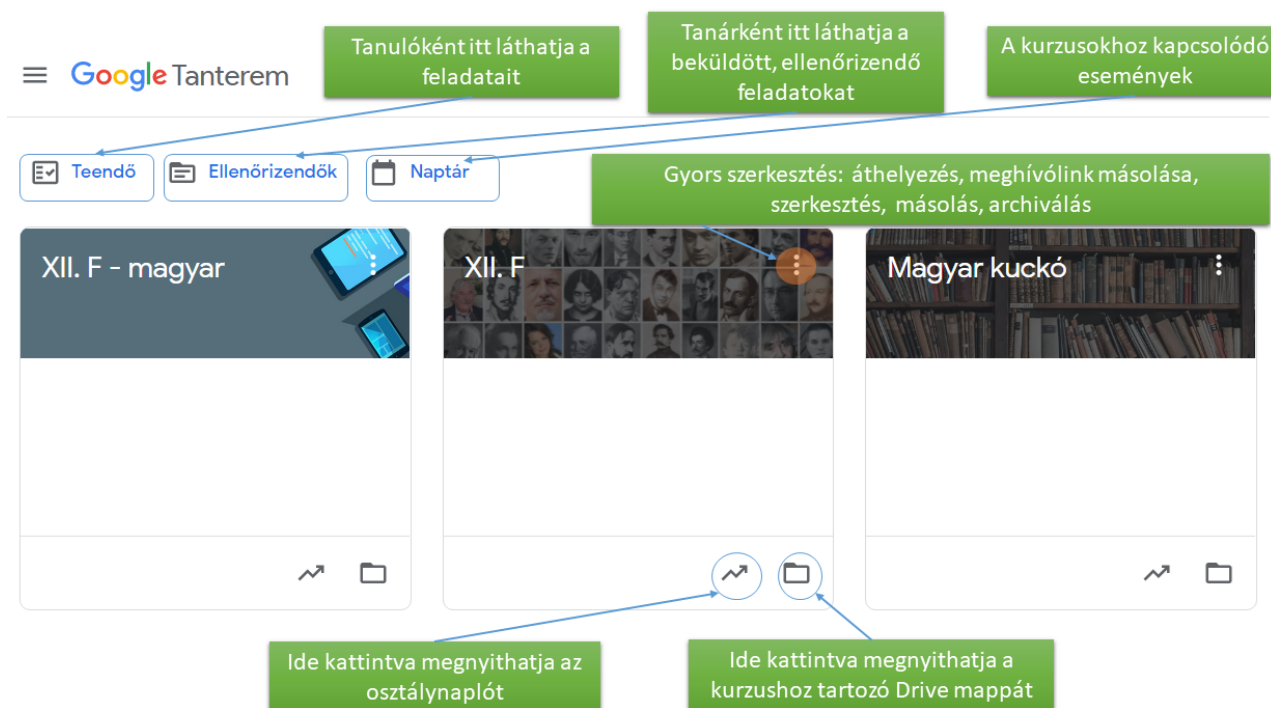 Tanulóként itt láthatja a
feladatait
Tanárként itt láthatja a
beküldött, ellenőrizendő
feladatokat
A kurzusokhoz kapcsolódó
események
Google Tanterem
Teendő
Ellenőrizendők
Naptár
Gyors szerkesztés: áthelyezés, meghívólink másolása,
szerkesztés, másolás, archiválás
XII. F - magyar
XII. F
Magyar kuckó
Ide kattintva megnyithatja az
osztálynaplót
Ide kattintva megnyithatja a
kurzushoz tartozó Drive mappát